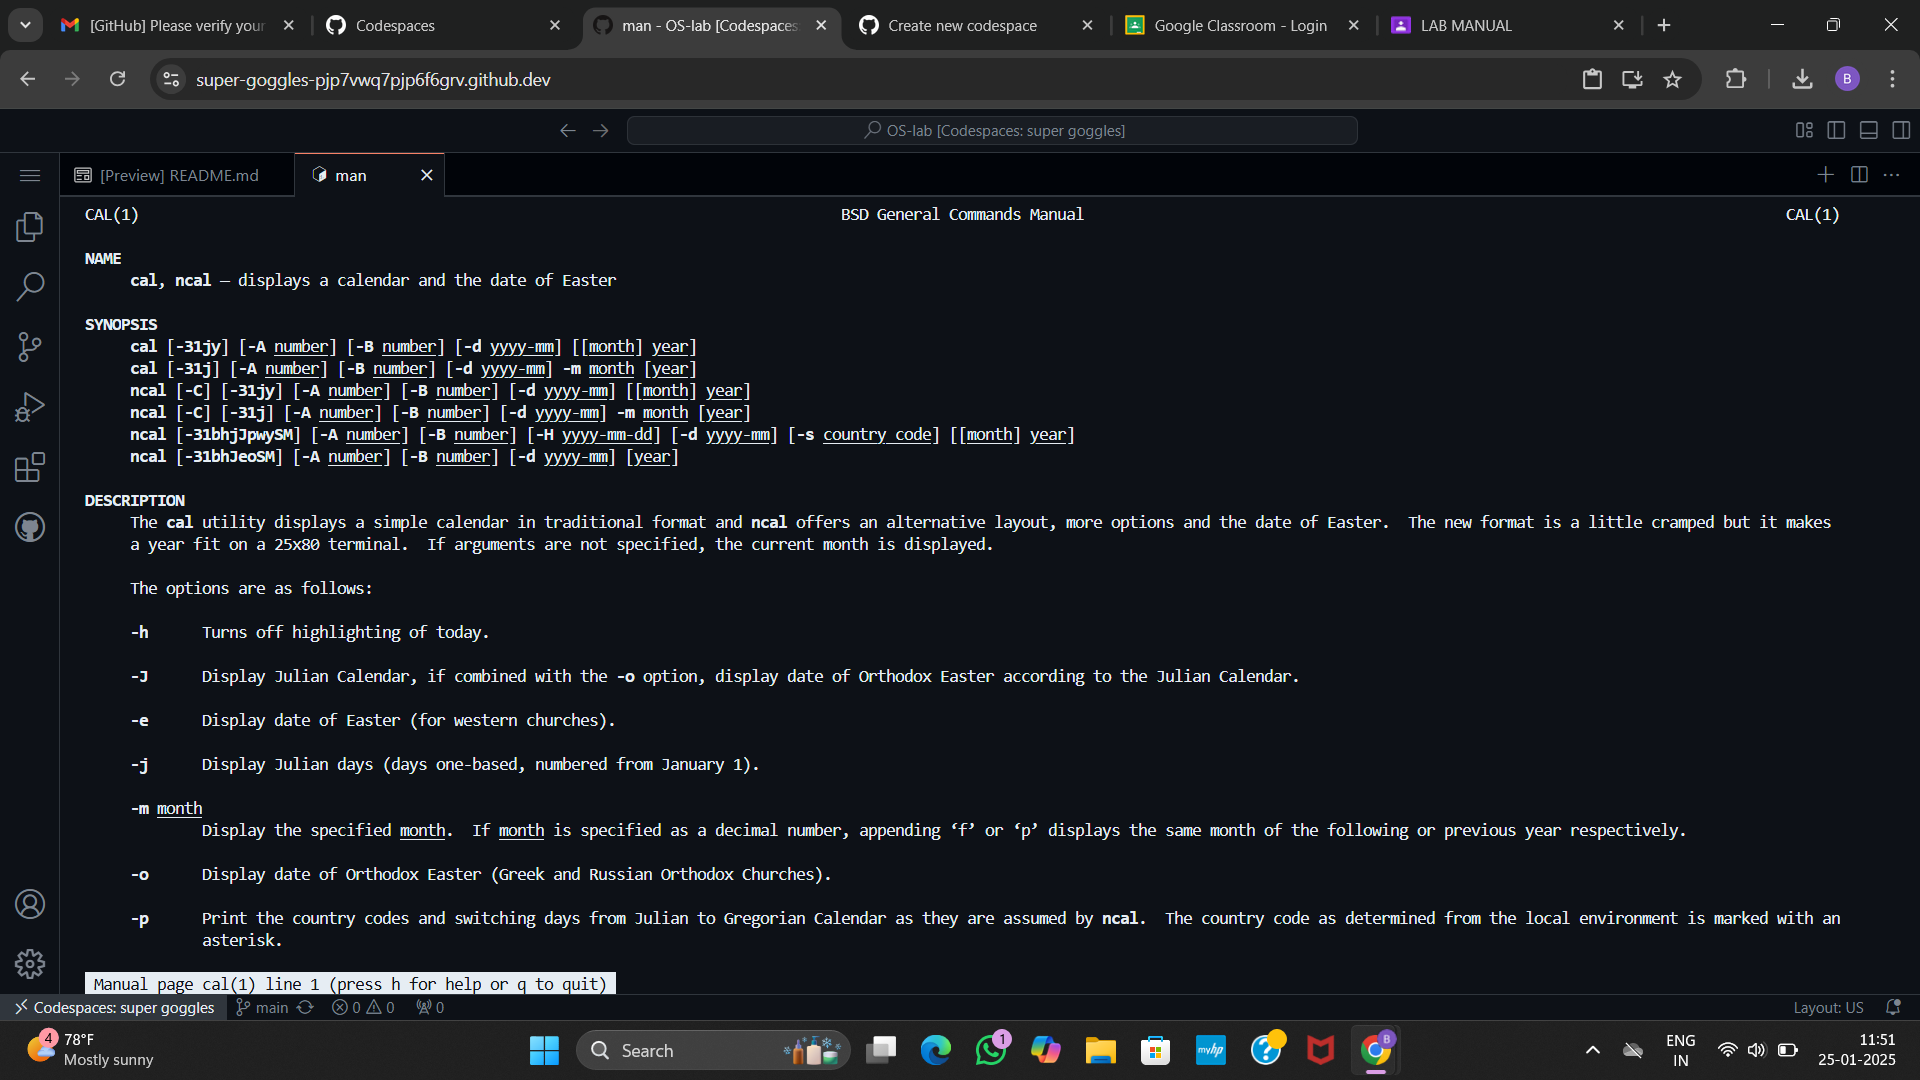 [GitHub] Please verify your
Codespaces
man - OS-lab [Codespaces:
Create new codespace
Google Classroom - Login
LAB MANUAL
super-goggles-pjp7vwq7pjp6f6grv.github.dev
B
OS-lab [Codespaces: super goggles]
[Preview] README.md
man
CAL(1) BSD General Commands Manual CAL(1)
NAME
cal, ncal — displays a calendar and the date of Easter
SYNOPSIS
cal [-31jy] [-A number] [-B number] [-d yyyy-mm] [[month] year]
cal [-31j] [-A number] [-B number] [-d yyyy-mm] -m month [year]
ncal [-C] [-31jy] [-A number] [-B number] [-d yyyy-mm] [[month] year]
ncal [-C] [-31j] [-A number] [-B number] [-d yyyy-mm] -m month [year]
ncal [-31bhjJpwySM] [-A number] [-B number] [-H yyyy-mm-dd] [-d yyyy-mm] [-s country_code] [[month] year]
ncal [-31bhJeoSM] [-A number] [-B number] [-d yyyy-mm] [year]
DESCRIPTION
The cal utility displays a simple calendar in traditional format and ncal offers an alternative layout, more options and the date of Easter. The new format is a little cramped but it makes
a year fit on a 25x80 terminal. If arguments are not specified, the current month is displayed.
The options are as follows:
-h Turns off highlighting of today.
-J Display Julian Calendar, if combined with the -o option, display date of Orthodox Easter according to the Julian Calendar.
-e Display date of Easter (for western churches).
-j Display Julian days (days one-based, numbered from January 1).
-m month
Display the specified month. If month is specified as a decimal number, appending ‘f’ or ‘p’ displays the same month of the following or previous year respectively.
-o Display date of Orthodox Easter (Greek and Russian Orthodox Churches).
-p Print the country codes and switching days from Julian to Gregorian Calendar as they are assumed by ncal. The country code as determined from the local environment is marked with an
asterisk.
Manual page cal(1) line 1 (press h for help or q to quit)
Codespaces: super goggles
main
0 0
0
Layout: US
4
78°F
Mostly sunny
Search
1
myhp
B
ENG
IN
11:51
25-01-2025